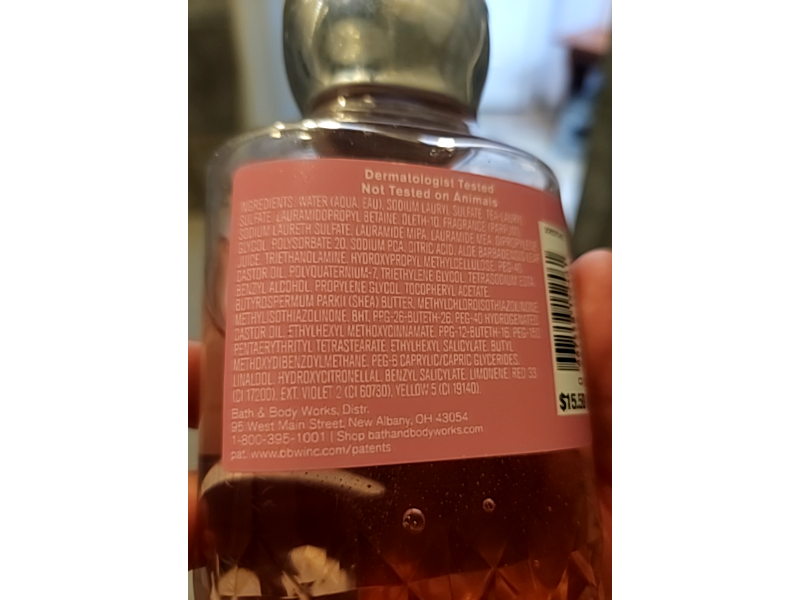 Dermatologist Tested
Not Tested on Animals
INGREDIENTS: WATER (AQUA, EAU), SODIUM LAURYL SULFATE, TEA-LAURYL
SULFATE, LAURAMIDOPROPYL BETAINE, OLETH-10, FRAGRANCE (PARFUM),
SODIUM LAURETH SULFATE, LAURAMIDE MIPA, LAURAMIDE MEA, DIPROPYLENE
GLYCOL, POLYSORBATE 20, SODIUM PCA, CITRIC ACID, ALOE BARBADENSIS LEAF
JUICE, TRIETHANOLAMINE, HYDROXYPROPYL METHYLCELLULOSE, PEG-40
CASTOR OIL, POLYQUATERNIUM-7, TRIETHYLENE GLYCOL, TETRASODIUM EDTA,
BENZYL ALCOHOL, PROPYLENE GLYCOL, TOCOPHERYL ACETATE,
BUTYROSPERMUM PARKII (SHEA) BUTTER, METHYLCHLOROISOTHIAZOLINONE,
METHYLISOTHIAZOLINONE, BHT, PPG-26-BUTETH-26, PEG-40 HYDROGENATED
CASTOR OIL, ETHYLHEXYL METHOXYCINNAMATE, PPG-12-BUTETH-16, PEG-150
PENTAERYTHRITYL TETRASTEARATE, ETHYLHEXYL SALICYLATE, BUTYL
METHOXYDIBENZOYLMETHANE, PEG-6 CAPRYLIC/CAPRIC GLYCERIDES,
LINALOOL, HYDROXYCITRONELLAL, BENZYL SALICYLATE, LIMONENE, RED 33
(CI 17200), EXT. VIOLET 2 (CI 60730), YELLOW 5 (CI 19140).
Bath & Body Works, Distr.
95 West Main Street, New Albany, OH 43054
1-800-395-1001 | Shop bathandbodyworks.com
pat. www.bbwinc.com/patents
$15.50